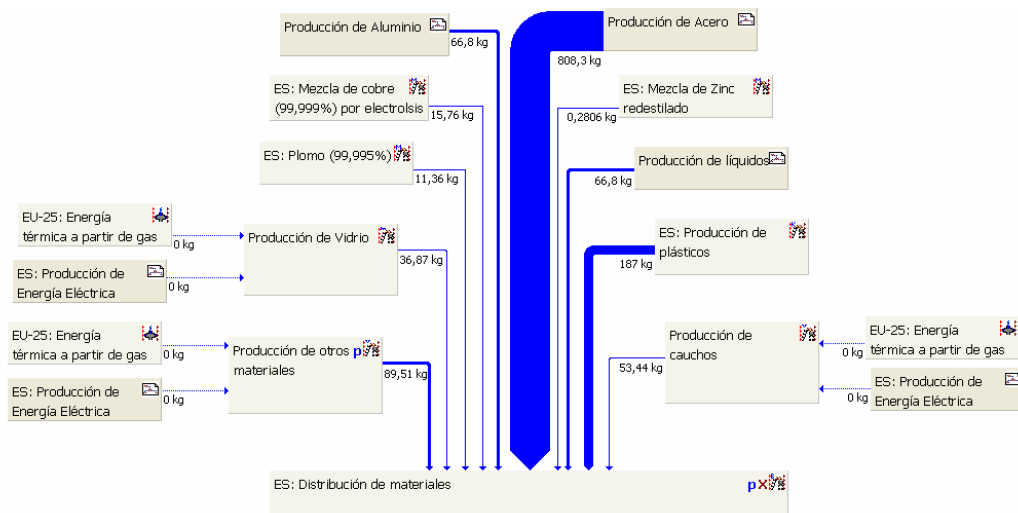 Producción de Aluminio
66,8 kg
Producción de Acero
808,3 kg
ES: Mezcla de cobre
(99,999%) por electrolsis
15,76 kg
ES: Mezcla de Zinc
redestilado
0,2806 kg
ES: Plomo (99,995%)
11,36 kg
Producción de líquidos
66,8 kg
EU-25: Energía
térmica a partir de gas
0 kg
Producción de Vidrio
36,87 kg
ES: Producción de
Energía Eléctrica
0 kg
ES: Producción de
plásticos
187 kg
EU-25: Energía
térmica a partir de gas
0 kg
Producción de otros
materiales
p
89,51 kg
ES: Producción de
Energía Eléctrica
0 kg
Producción de
cauchos
53,44 kg
EU-25: Energía
térmica a partir de gas
0 kg
ES: Producción de
Energía Eléctrica
0 kg
ES: Distribución de materiales
p